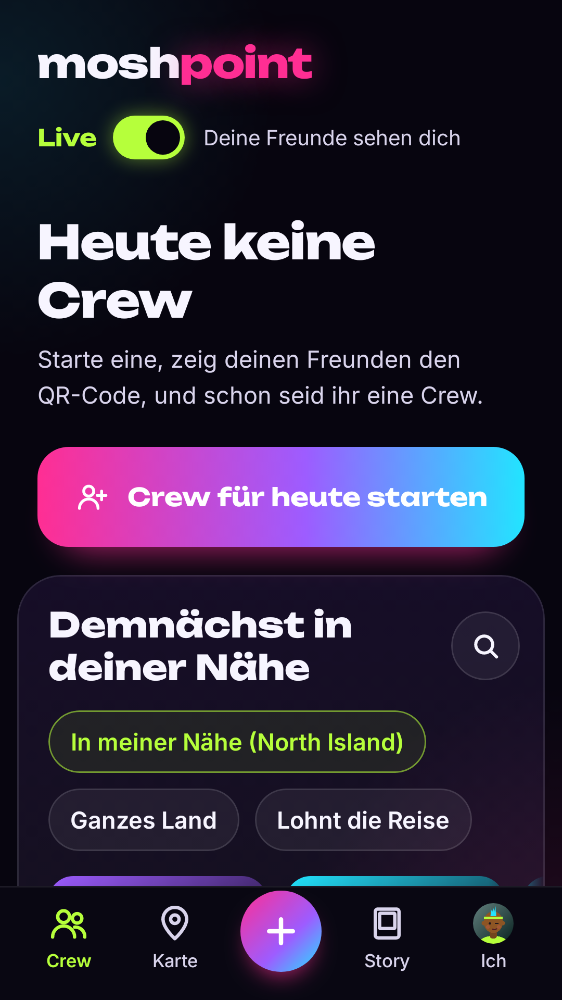 moshpoint
Live
Deine Freunde sehen dich
Heute keine
Crew
Starte eine, zeig deinen Freunden den
QR-Code, und schon seid ihr eine Crew.
Crew für heute starten
Demnächst in
deiner Nähe
In meiner Nähe (North Island)
Ganzes Land
Lohnt die Reise
Crew
Karte
Story
Ich